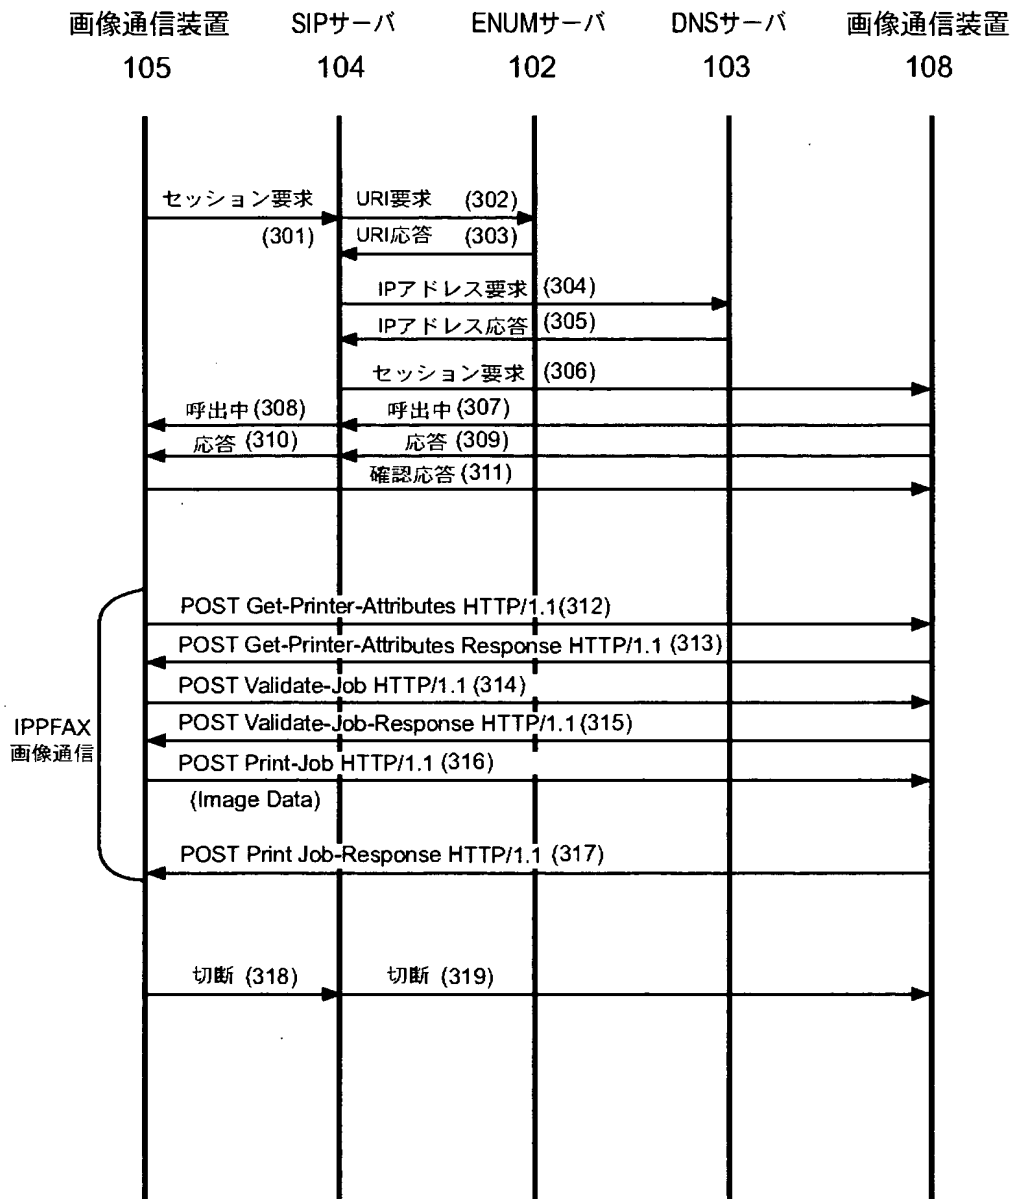 画像通信装置 SIPサーバ ENUMサーバ DNSサーバ 画像通信装置
105 104 102 103 108
セッション要求 URI要求 (302)
(301) URI応答 (303)
IPアドレス要求 (304)
IPアドレス応答 (305)
セッション要求 (306)
呼出中(308) 呼出中(307)
応答 (310) 応答 (309)
確認応答(311)
POST Get-Printer-Attributes HTTP/1.1(312)
POST Get-Printer-Attributes Response HTTP/1.1 (313)
POST Validate-Job HTTP/1.1 (314)
POST Validate-Job-Response HTTP/1.1 (315)
IPPFAX
画像通信
POST Print-Job HTTP/1.1 (316)
(Image Data)
POST Print Job-Response HTTP/1.1 (317)
切断 (318) 切断 (319)